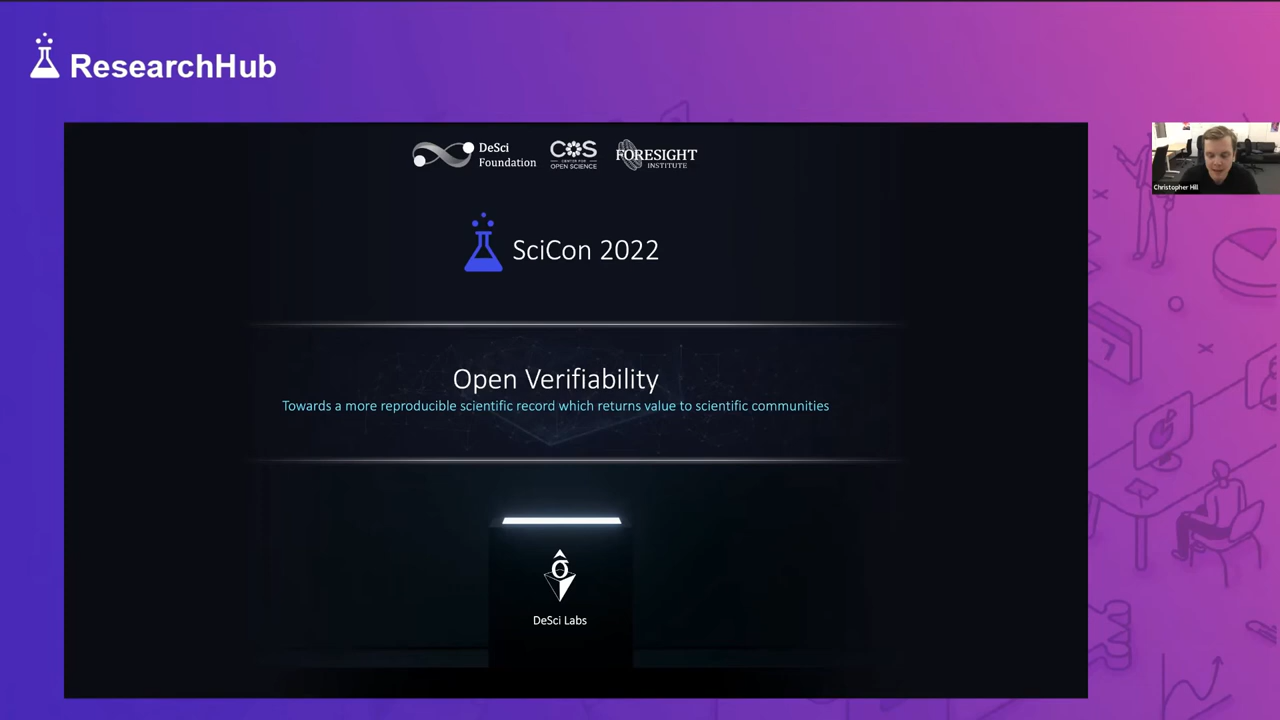 ResearchHub
DeSci
Foundation
COS
CENTER FOR
OPEN SCIENCE
FORESIGHT
INSTITUTE
Christopher Hill
SciCon 2022
Open Verifiability
Towards a more reproducible scientific record which returns value to scientific communities
7
DeSci Labs